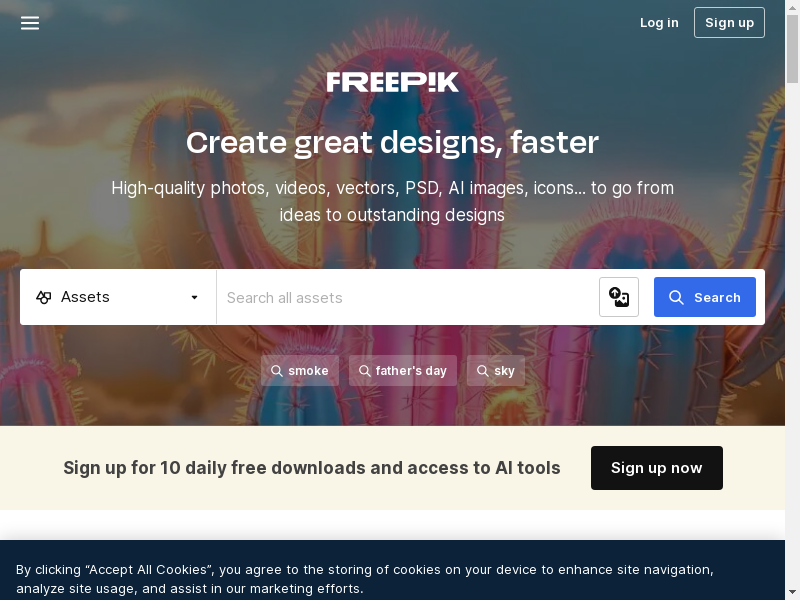 Log in
Sign up
FREEPIK
Create great designs, faster
High-quality photos, videos, vectors, PSD, AI images, icons... to go from
ideas to outstanding designs
Assets
Search all assets
Search
smoke
father's day
sky
Sign up for 10 daily free downloads and access to AI tools
Sign up now
By clicking “Accept All Cookies”, you agree to the storing of cookies on your device to enhance site navigation,
analyze site usage, and assist in our marketing efforts.